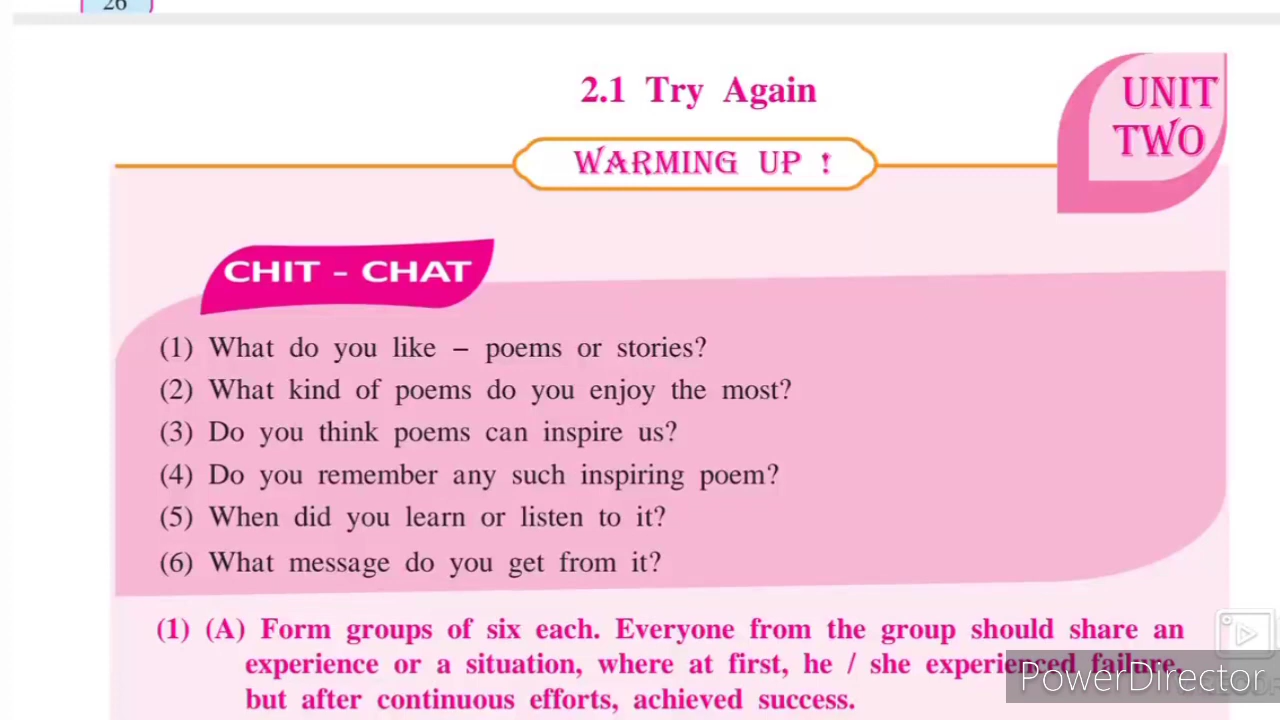 26
2.1 Try Again
UNIT
TWO
WARMING UP !
CHIT - CHAT
(1) What do you like – poems or stories?
(2) What kind of poems do you enjoy the most?
(3) Do you think poems can inspire us?
(4) Do you remember any such inspiring poem?
(5) When did you learn or listen to it?
(6) What message do you get from it?
(1) (A) Form groups of six each. Everyone from the group should share an
experience or a situation, where at first, he / she experienced failure,
but after continuous efforts, achieved success.
PowerDirector